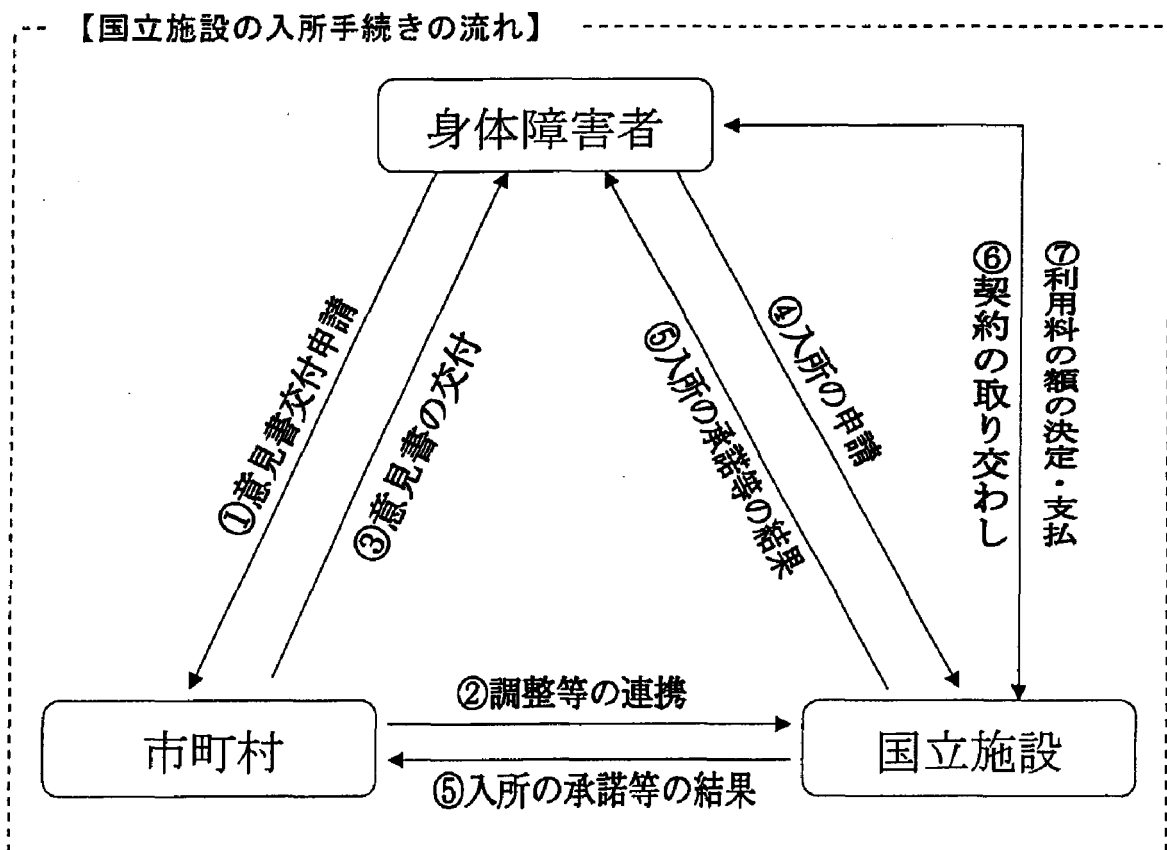 【国立施設の入所手続きの流れ】
身体障害者
①意見書交付申請
③意見書の交付
⑤入所の承諾等の結果
④入所の申請
⑥契約の取り交わし
⑦利用料の額の決定・支払
②調整等の連携
市町村
国立施設
⑤入所の承諾等の結果